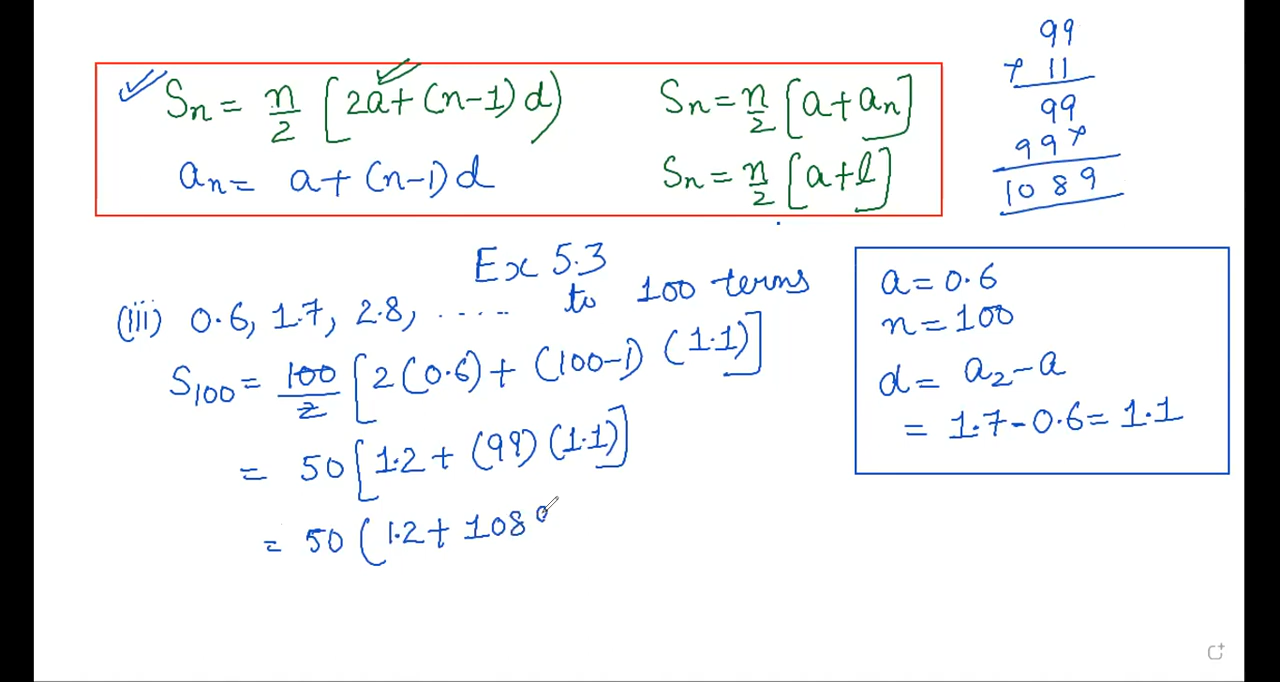 Sn = n/2 [2a + (n-1) d]
an = a + (n-1) d
Sn = n/2 [a + an]
Sn = n/2 [a + l]
99
× 11
99
99×
1089
Ex 5.3
(iii) 0.6, 1.7, 2.8, ..... to 100 terms
S100 = 100/2 [2(0.6) + (100-1) (1.1)]
= 50 [1.2 + (99) (1.1)]
= 50 (1.2 + 108
a = 0.6
n = 100
d = a2 - a
= 1.7 - 0.6 = 1.1